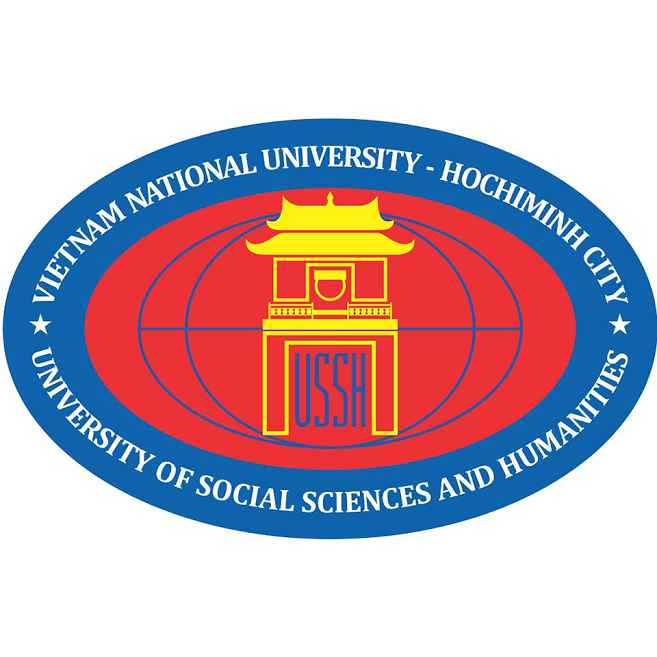 VIETNAM NATIONAL UNIVERSITY - HOCHIMINH CITY
USSH
UNIVERSITY OF SOCIAL SCIENCES AND HUMANITIES